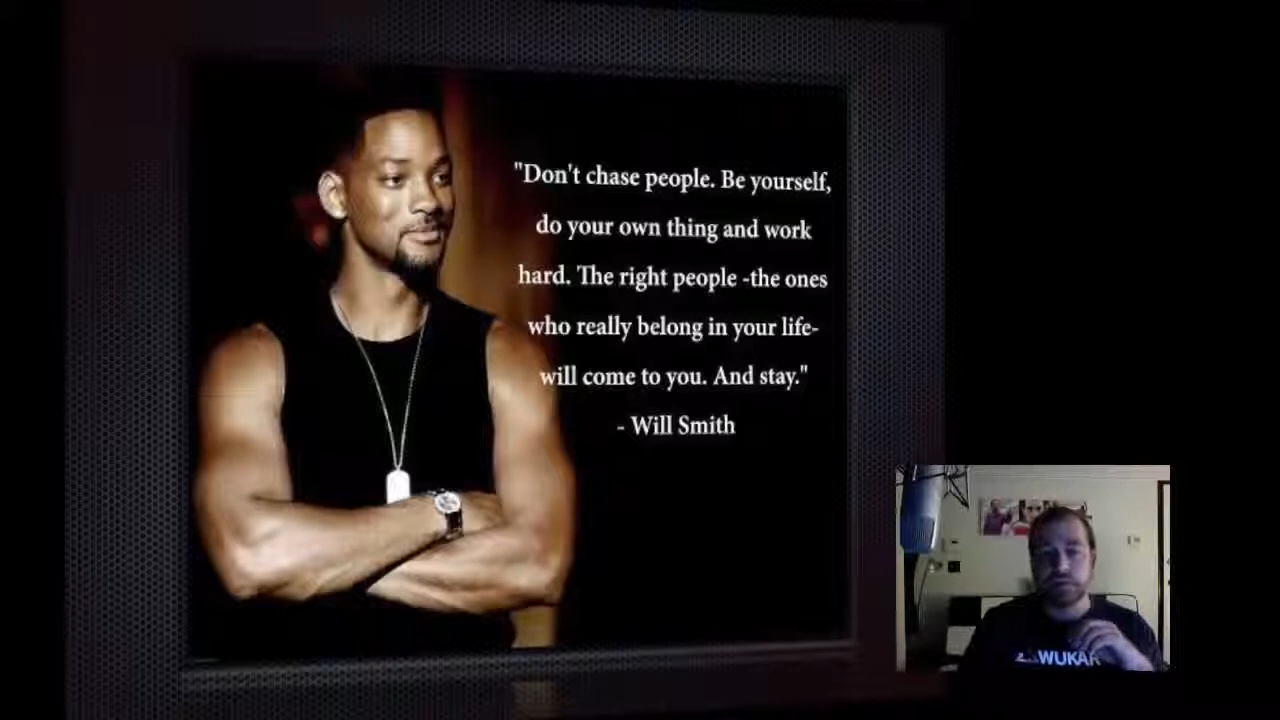 "Don't chase people. Be yourself,
do your own thing and work
hard. The right people -the ones
who really belong in your life-
will come to you. And stay."
- Will Smith